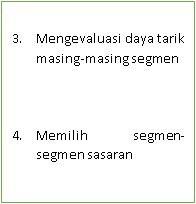 3. Mengevaluasi daya tarik
masing-masing segmen
4. Memilih segmen-
segmen sasaran